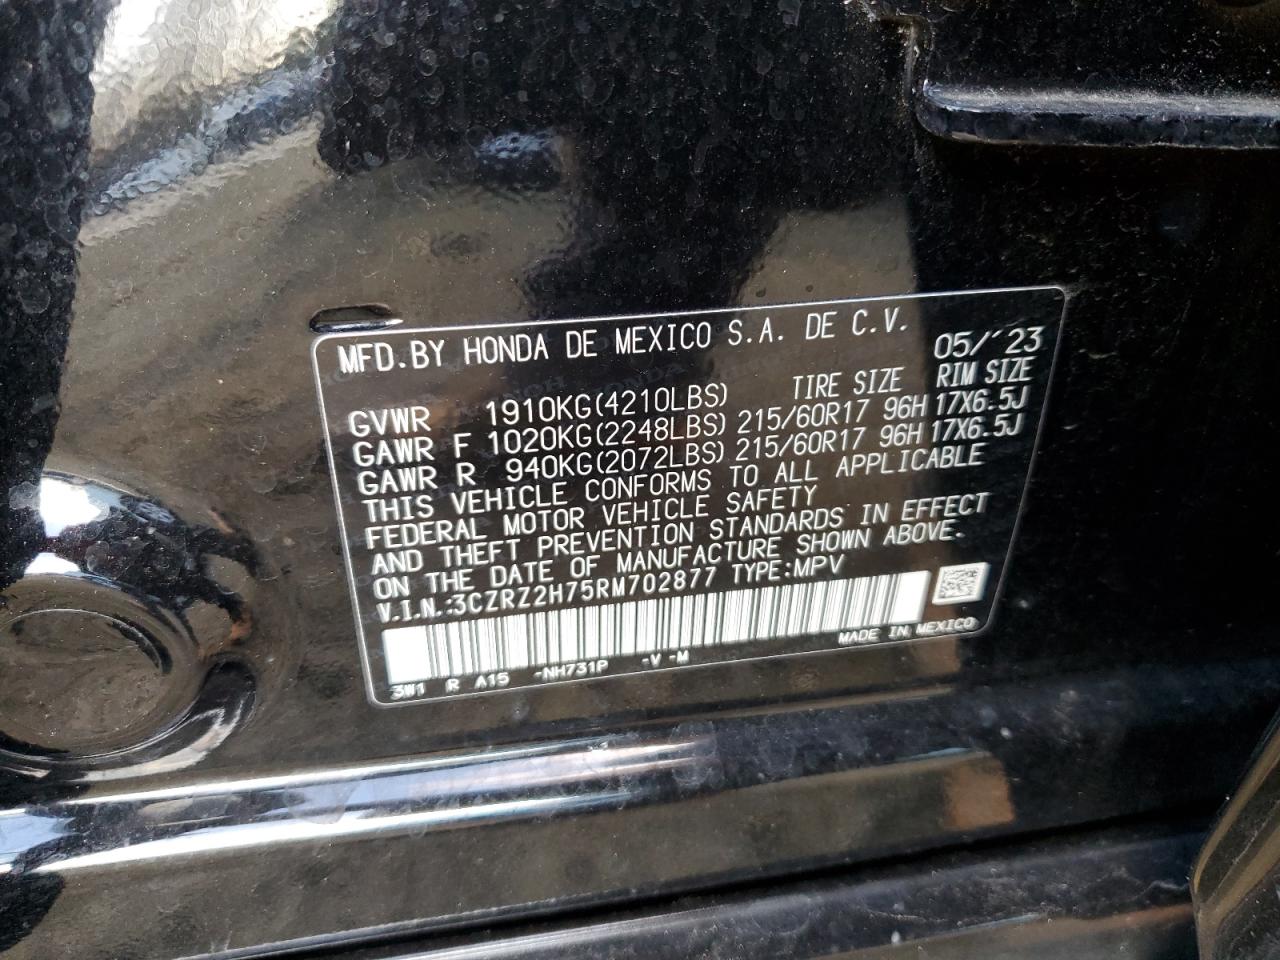 MFD.BY HONDA DE MEXICO S.A. DE C.V. 05/'23
TIRE SIZE RIM SIZE
GVWR 1910KG(4210LBS)
GAWR F 1020KG(2248LBS) 215/60R17 96H 17X6.5J
GAWR R 940KG(2072LBS) 215/60R17 96H 17X6.5J
THIS VEHICLE CONFORMS TO ALL APPLICABLE
FEDERAL MOTOR VEHICLE SAFETY
AND THEFT PREVENTION STANDARDS IN EFFECT
ON THE DATE OF MANUFACTURE SHOWN ABOVE.
V.I.N.:3CZRZ2H75RM702877 TYPE:MPV
MADE IN MEXICO
3W1 R A15 -NH731P -V -M